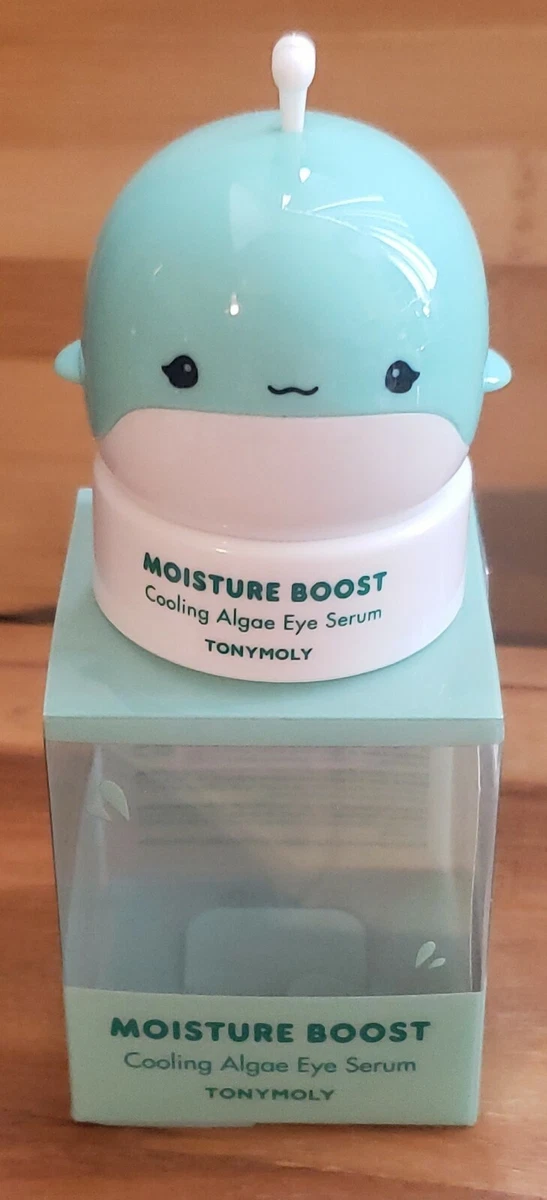 MOISTURE BOOST
Cooling Algae Eye Serum
TONYMOLY
MOISTURE BOOST
Cooling Algae Eye Serum
TONYMOLY